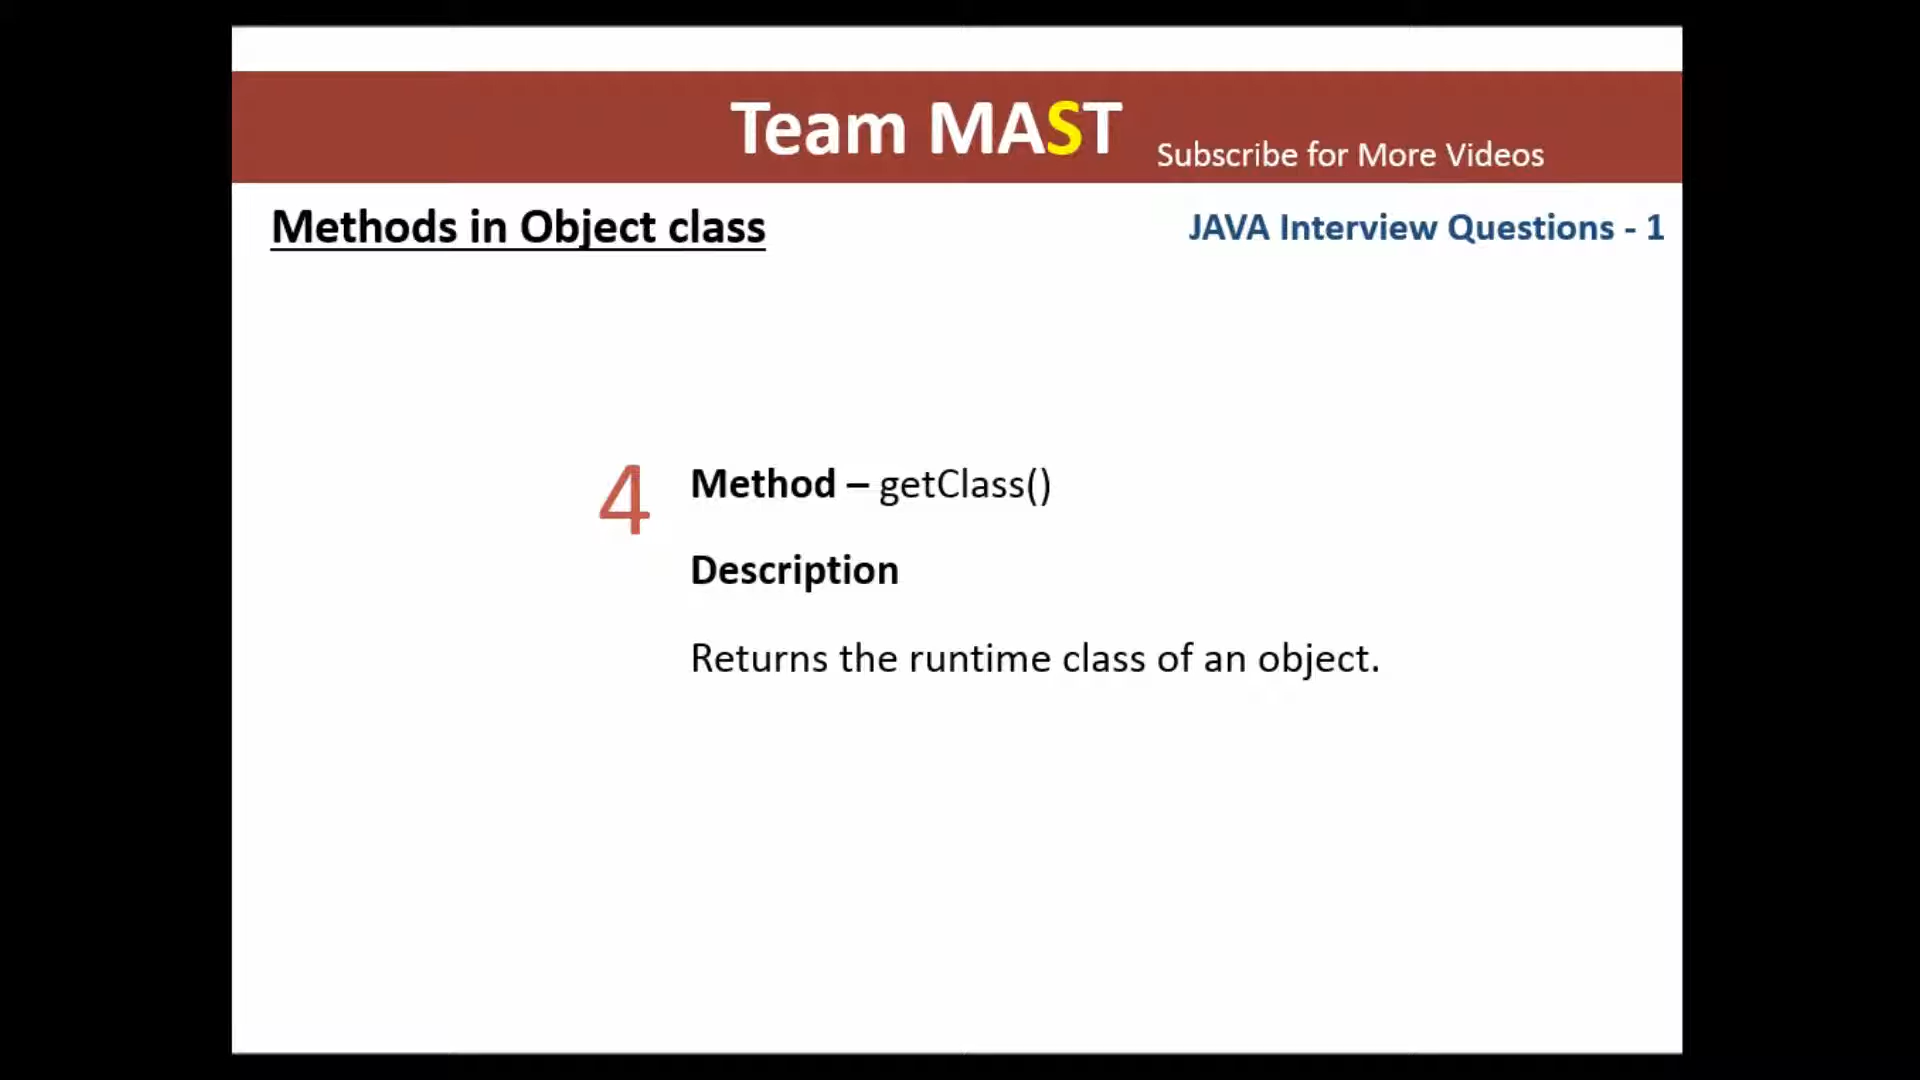 Team MAST Subscribe for More Videos
Methods in Object class JAVA Interview Questions - 1
4 Method – getClass()
Description
Returns the runtime class of an object.